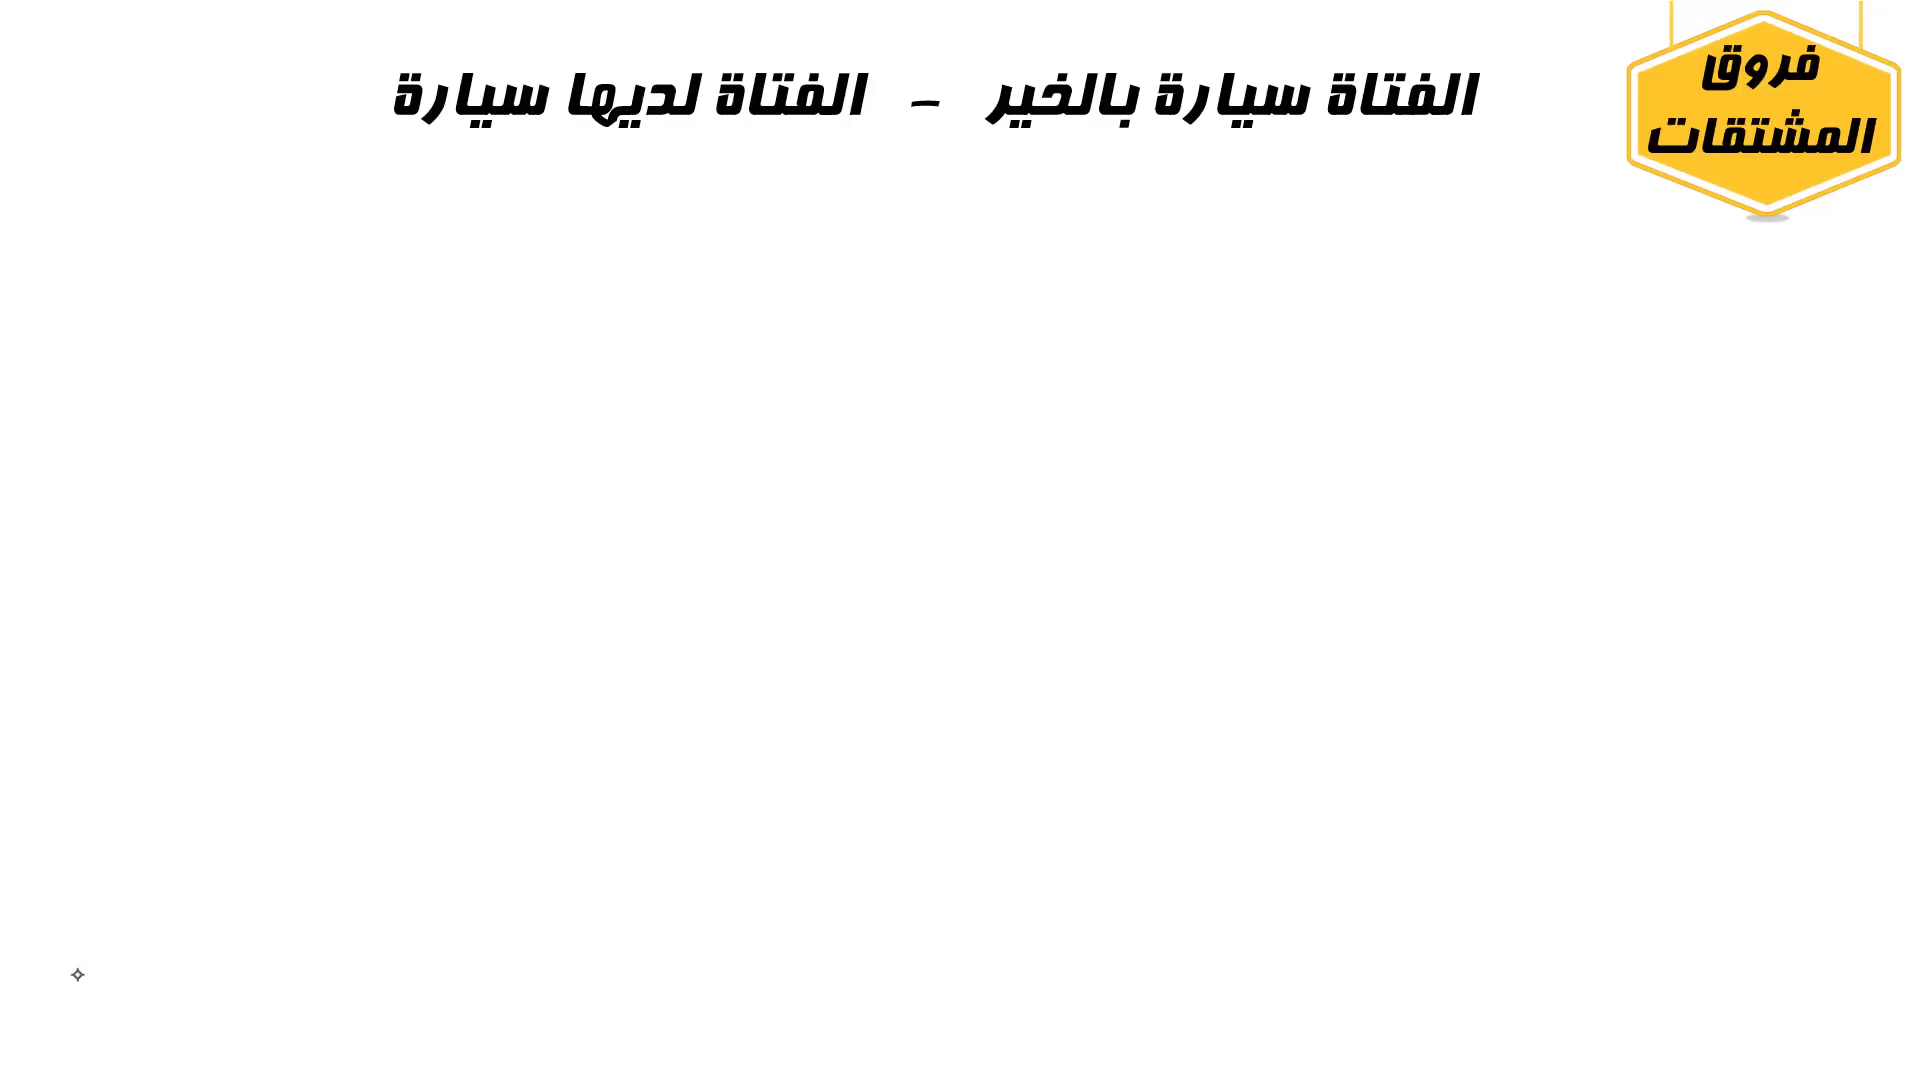 فروق
المشتقات
الفتاة سيارة بالخير - الفتاة لديها سيارة